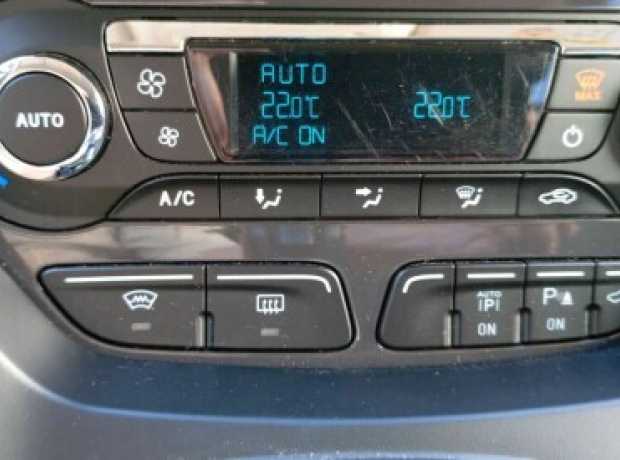 AUTO
22.0°C 22.0°C
A/C ON
MAX
AUTO
A/C
AUTO
P
ON
P
ON